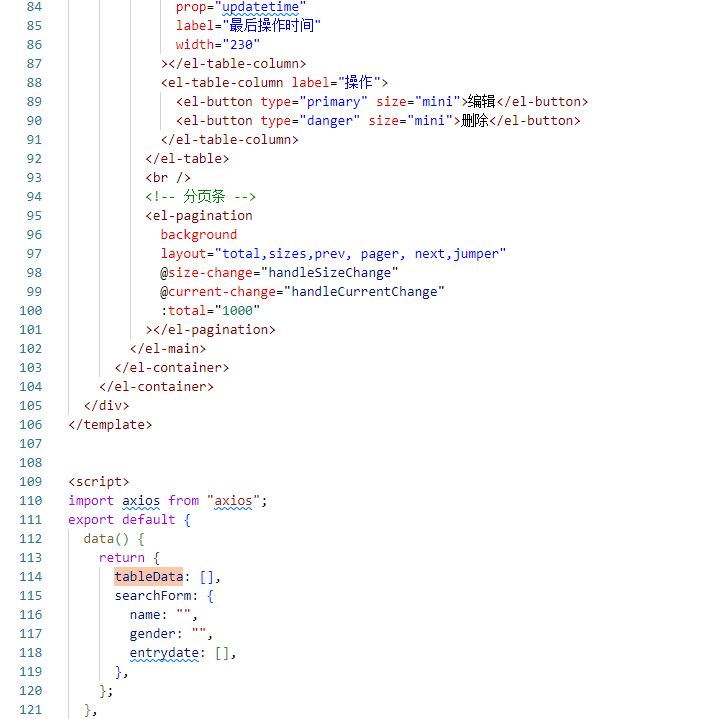 84 prop="updatetime"
85 label="最后操作时间"
86 width="230"
87 ></el-table-column>
88 <el-table-column label="操作">
89 <el-button type="primary" size="mini">编辑</el-button>
90 <el-button type="danger" size="mini">删除</el-button>
91 </el-table-column>
92 </el-table>
93 <br />
94 <!-- 分页条 -->
95 <el-pagination
96 background
97 layout="total,sizes,prev, pager, next,jumper"
98 @size-change="handleSizeChange"
99 @current-change="handleCurrentChange"
100 :total="1000"
101 ></el-pagination>
102 </el-main>
103 </el-container>
104 </el-container>
105 </div>
106 </template>
107
108
109 <script>
110 import axios from "axios";
111 export default {
112 data() {
113 return {
114 tableData: [],
115 searchForm: {
116 name: "",
117 gender: "",
118 entrydate: [],
119 },
120 };
121 },